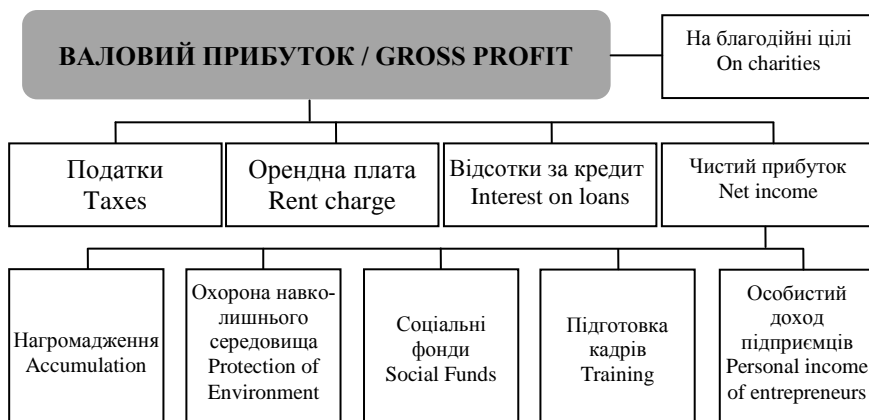 ВАЛОВИЙ ПРИБУТОК / GROSS PROFIT
На благодійні цілі
On charities
Податки
Taxes
Орендна плата
Rent charge
Відсотки за кредит
Interest on loans
Чистий прибуток
Net income
Нагромадження
Accumulation
Охорона навко-
лишнього
середовища
Protection of
Environment
Соціальні
фонди
Social Funds
Підготовка
кадрів
Training
Особистий
доход
підприємців
Personal income
of entrepreneurs